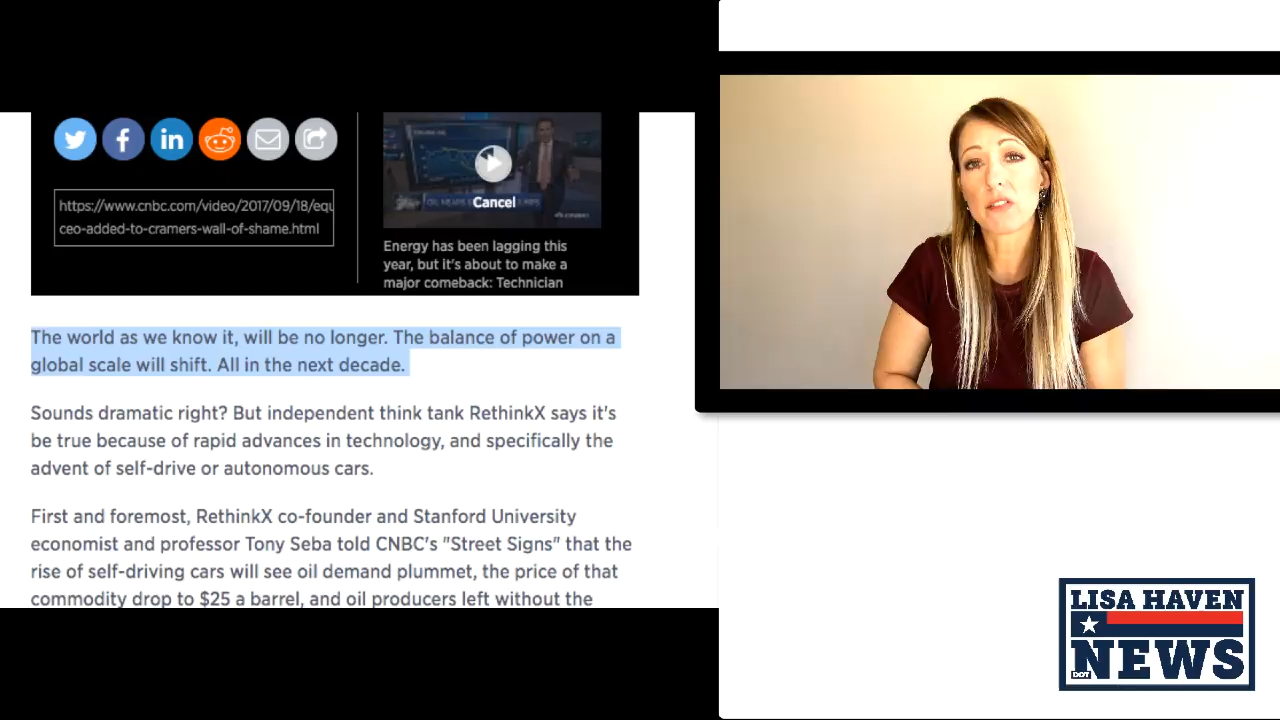 https://www.cnbc.com/video/2017/09/18/equ
ceo-added-to-cramers-wall-of-shame.html
Cancel
Energy has been lagging this
year, but it's about to make a
major comeback: Technician
The world as we know it, will be no longer. The balance of power on a
global scale will shift. All in the next decade.
Sounds dramatic right? But independent think tank RethinkX says it's
be true because of rapid advances in technology, and specifically the
advent of self-drive or autonomous cars.
First and foremost, RethinkX co-founder and Stanford University
economist and professor Tony Seba told CNBC's "Street Signs" that the
rise of self-driving cars will see oil demand plummet, the price of that
commodity drop to $25 a barrel, and oil producers left without the
LISA HAVEN
DOT
NEWS